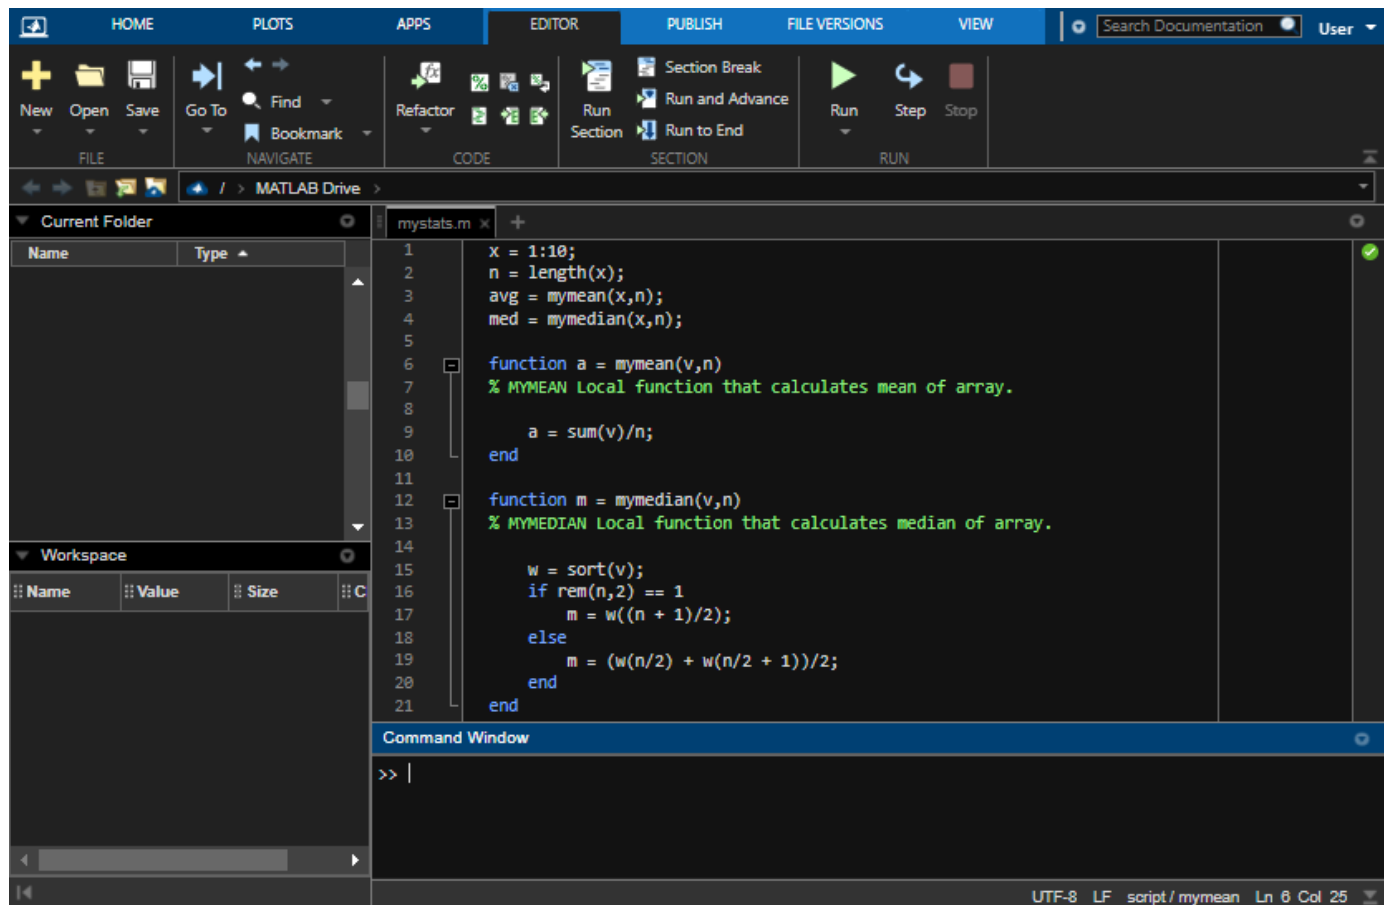 HOME PLOTS APPS EDITOR PUBLISH FILE VERSIONS VIEW Search Documentation User
New Open Save Go To Find Bookmark Refactor Run Section Section Break Run and Advance Run to End Run Step Stop
FILE NAVIGATE CODE SECTION RUN
/ > MATLAB Drive >
Current Folder
Name Type
Workspace
Name Value Size C
mystats.m × +
1 x = 1:10;
2 n = length(x);
3 avg = mymean(x,n);
4 med = mymedian(x,n);
5
6 function a = mymean(v,n)
7 % MYMEAN Local function that calculates mean of array.
8
9     a = sum(v)/n;
10 end
11
12 function m = mymedian(v,n)
13 % MYMEDIAN Local function that calculates median of array.
14
15     w = sort(v);
16     if rem(n,2) == 1
17         m = w((n + 1)/2);
18     else
19         m = (w(n/2) + w(n/2 + 1))/2;
20     end
21 end
Command Window
>>
UTF-8 LF script / mymean Ln 6 Col 25